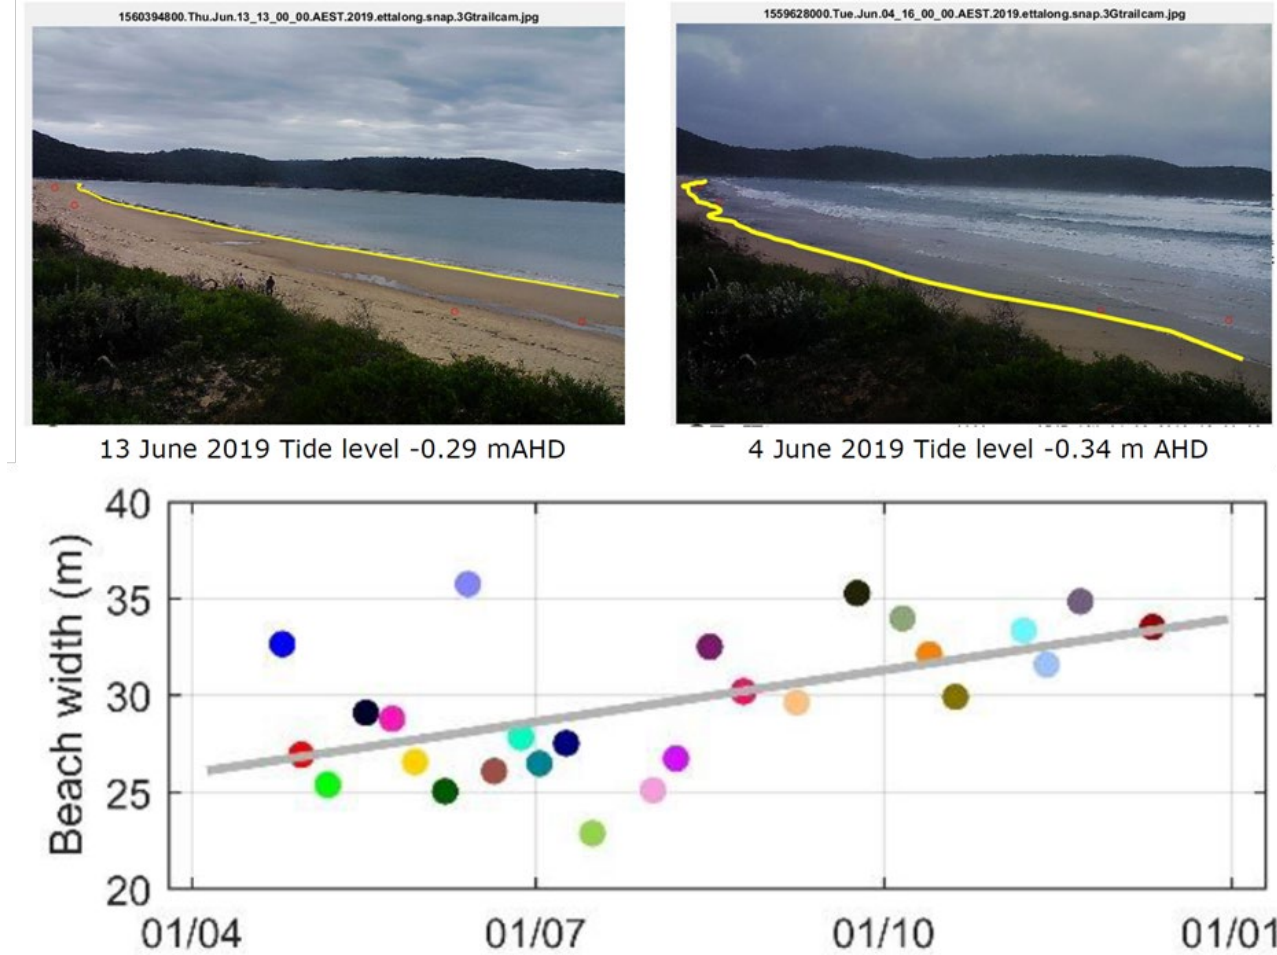 1560394800.Thu.Jun.13_13_00_00.AEST.2019.ettalong.snap.3Gtrailcam.jpg
1559628000.Tue.Jun.04_16_00_00.AEST.2019.ettalong.snap.3Gtrailcam.jpg
13 June 2019 Tide level -0.29 mAHD
4 June 2019 Tide level -0.34 m AHD
Beach width (m)
40
35
30
25
20
01/04
01/07
01/10
01/01